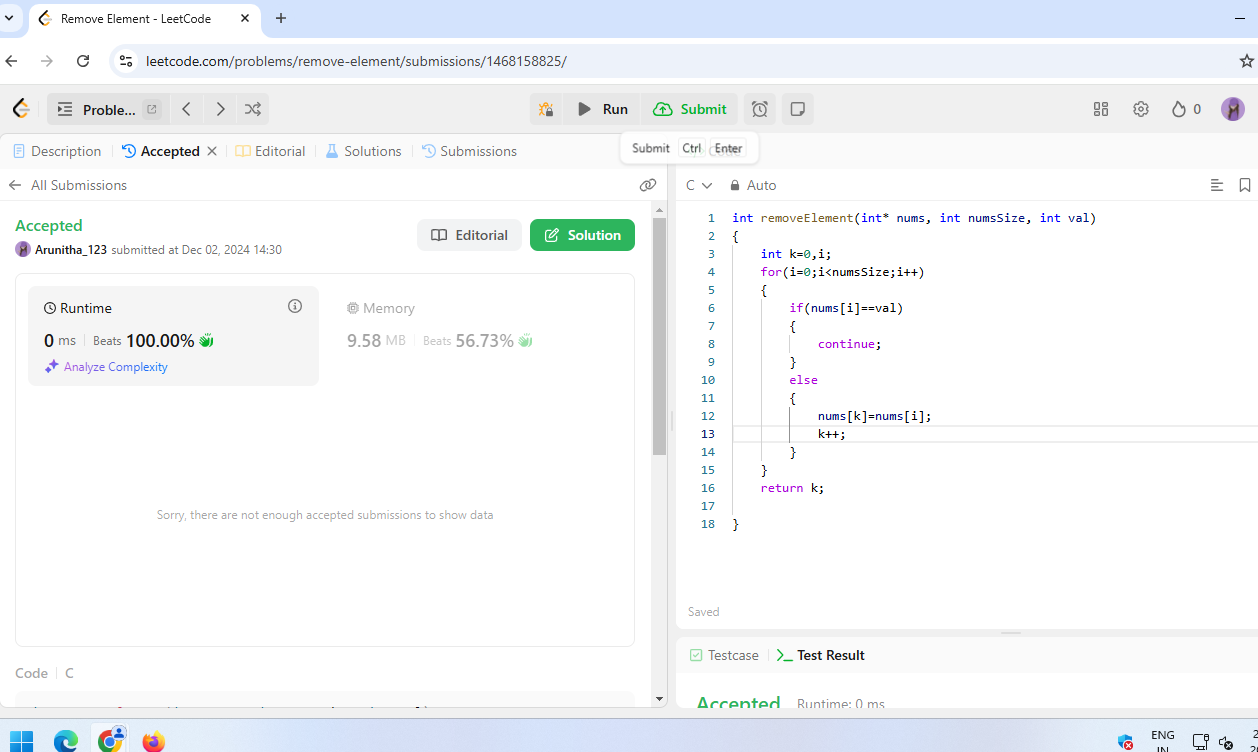 Remove Element - LeetCode
leetcode.com/problems/remove-element/submissions/1468158825/
Proble... Run Submit 0
Description Accepted Editorial Solutions Submissions
Submit Ctrl Enter
All Submissions
C Auto
Accepted
Arunitha_123 submitted at Dec 02, 2024 14:30
Editorial Solution
Runtime
0 ms Beats 100.00%
Analyze Complexity
Memory
9.58 MB Beats 56.73%
Sorry, there are not enough accepted submissions to show data
Code C
1 int removeElement(int* nums, int numsSize, int val)
2 {
3 int k=0,i;
4 for(i=0;i<numsSize;i++)
5 {
6 if(nums[i]==val)
7 {
8 continue;
9 }
10 else
11 {
12 nums[k]=nums[i];
13 k++;
14 }
15 }
16 return k;
17
18 }
Saved
Testcase Test Result
Accepted Runtime: 0 ms
ENG
IN